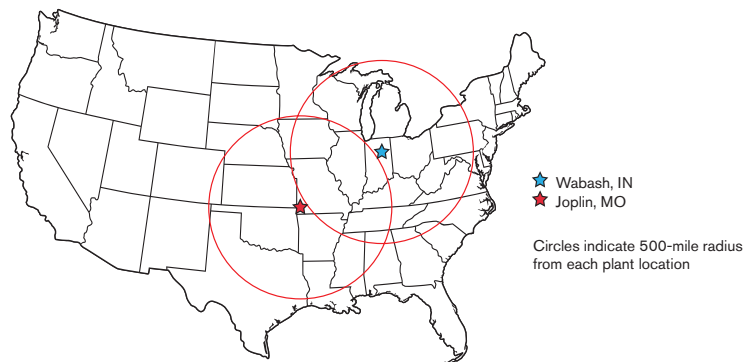 Wabash, IN
Joplin, MO
Circles indicate 500-mile radius
from each plant location